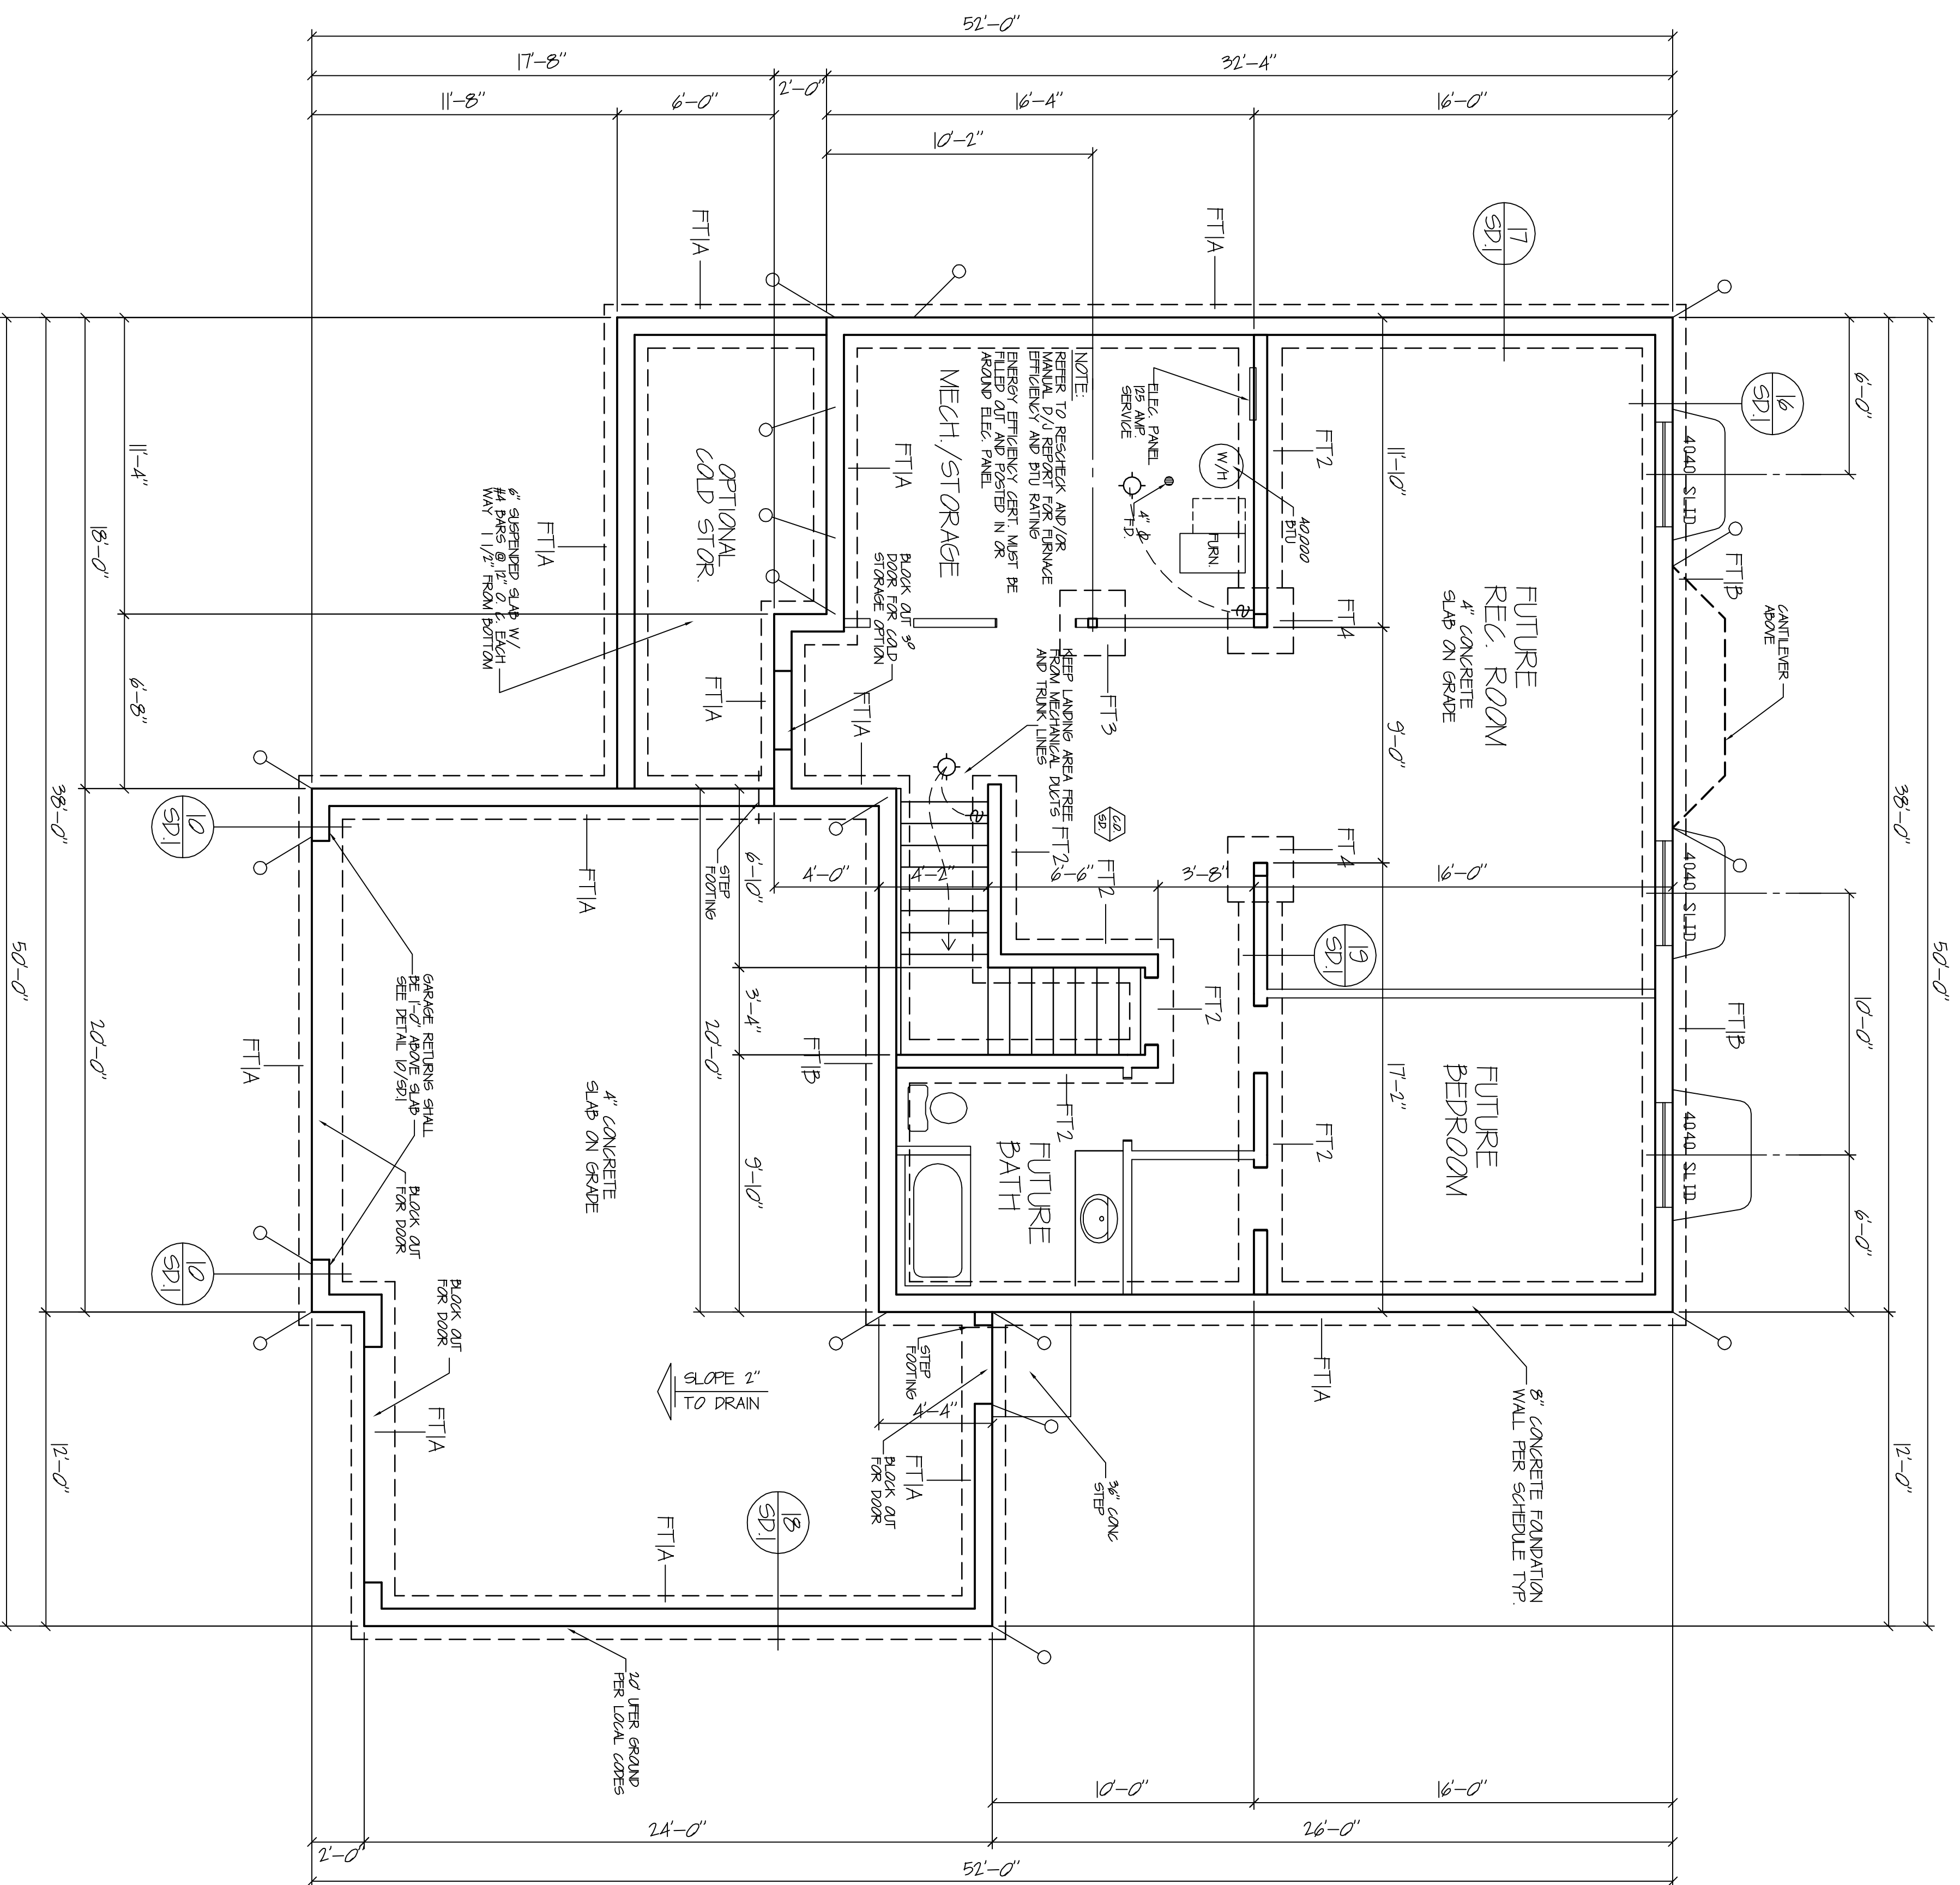 52'-0"
17'-8"
2'-0"
32'-4"
11'-8"
6'-0"
16'-4"
16'-0"
10'-2"
FT1A
FT1A
17
SD.1
16
SD.1
6'-0"
38'-0"
50'-0"
10'-0"
6'-0"
12'-0"
4040 SLID
4040 SLID
4040 SLID
FT1B
FT1B
CANTILEVER
ABOVE
FUTURE
REC. ROOM
4" CONCRETE
SLAB ON GRADE
11'-10"
9'-0"
17'-2"
FT2
FT4
FT4
FT2
19
SD.1
FUTURE
BEDROOM
ELEC. PANEL
125 AMP.
SERVICE
W/H
40,000
BTU
FURN.
4" φ
F.D.
NOTE:
REFER TO RESCHECK AND/OR
MANUAL D/J REPORT FOR FURNACE
EFFICIENCY AND BTU RATING
ENERGY EFFICIENCY CERT. MUST BE
FILLED OUT AND POSTED IN OR
AROUND ELEC. PANEL
MECH./STORAGE
FT1A
FT3
KEEP LANDING AREA FREE
FROM MECHANICAL DUCTS
AND TRUNK LINES
C.O.
SD.
FT2
FT2
FT2
FT2
4'-0"
4'-2"
6'-6"
3'-8"
16'-0"
OPTIONAL
COLD STOR.
BLOCK OUT 3⁰
DOOR FOR COLD
STORAGE OPTION
FT1A
FT1A
FT1A
6" SUSPENDED SLAB W/
#4 BARS @ 12" O. C. EACH
WAY 1 1/2" FROM BOTTOM
11'-4"
6'-8"
18'-0"
20'-0"
38'-0"
12'-0"
50'-0"
10
SD.1
10
SD.1
STEP
FOOTING
6'-10"
3'-4"
9'-10"
20'-0"
FT1A
FT1A
FT1B
GARAGE RETURNS SHALL
BE 1'-0" ABOVE SLAB
SEE DETAIL 10/SD.1
BLOCK OUT
FOR DOOR
4" CONCRETE
SLAB ON GRADE
FUTURE
BATH
BLOCK OUT
FOR DOOR
FT1A
SLOPE 2"
TO DRAIN
STEP
FOOTING
4'-4"
BLOCK OUT
FOR DOOR
FT1A
36" CONC
STEP
FT1A
8" CONCRETE FOUNDATION
WALL PER SCHEDULE TYP.
18
SD.1
FT1A
20' UFER GROUND
PER LOCAL CODES
10'-0"
16'-0"
24'-0"
26'-0"
2'-0"
52'-0"